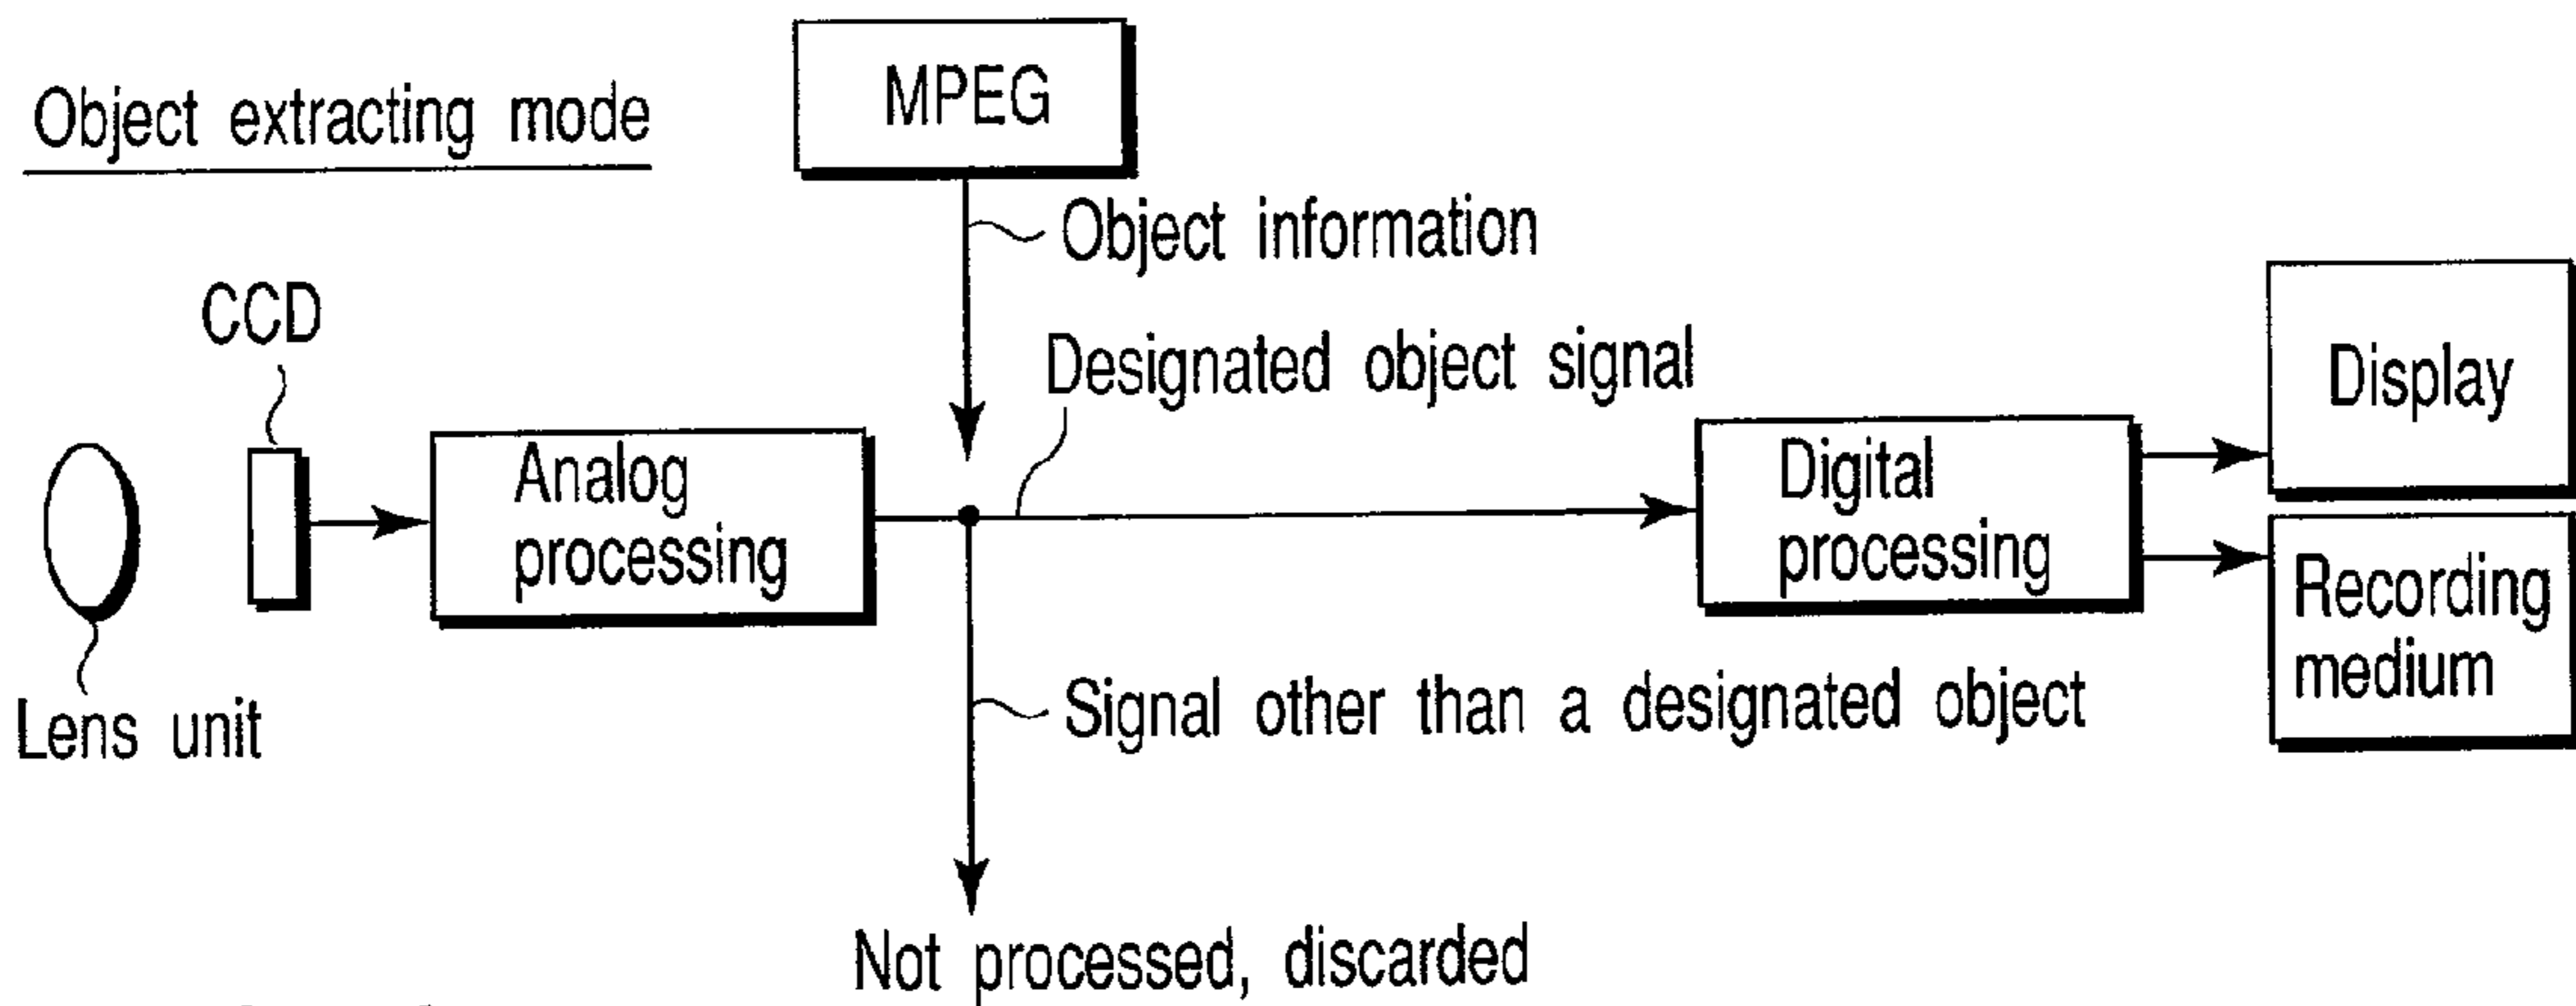 Object extracting mode
MPEG
Object information
CCD
Designated object signal
Display
Analog
processing
Digital
processing
Recording
medium
Lens unit
Signal other than a designated object
Not processed, discarded